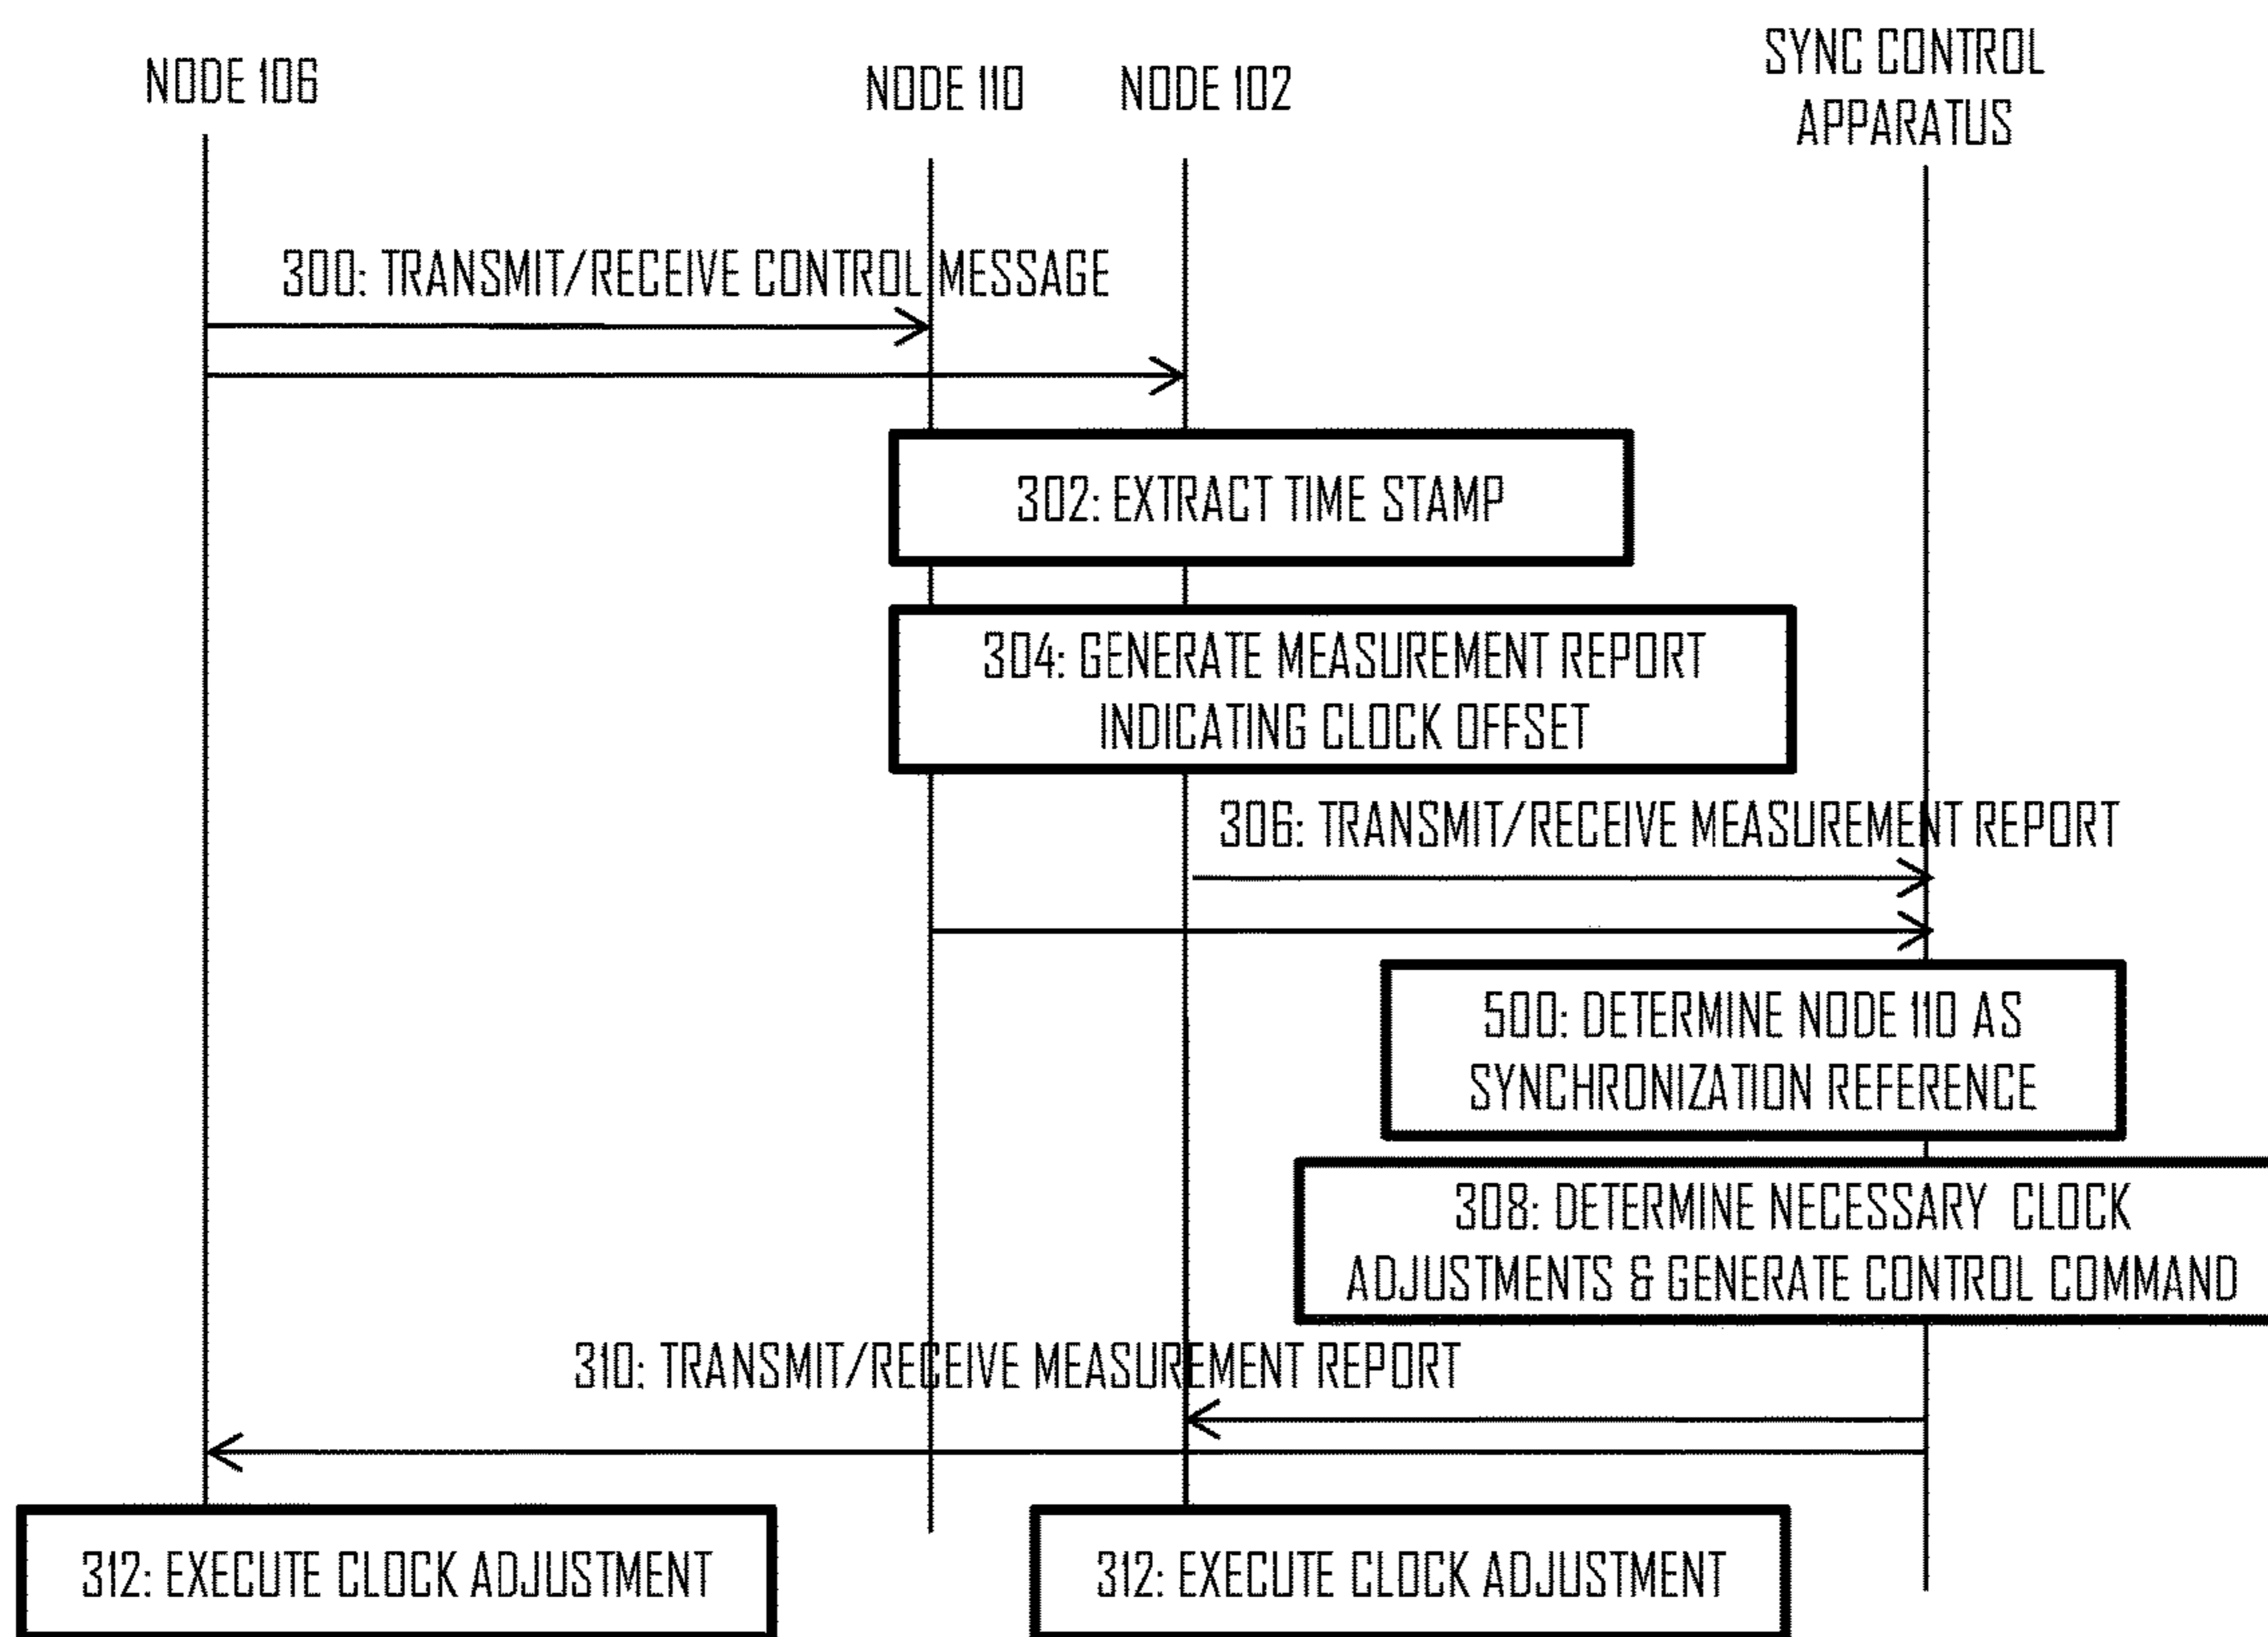 NODE 106
NODE 110
NODE 102
SYNC CONTROL
APPARATUS
300: TRANSMIT/RECEIVE CONTROL MESSAGE
302: EXTRACT TIME STAMP
304: GENERATE MEASUREMENT REPORT
INDICATING CLOCK OFFSET
306: TRANSMIT/RECEIVE MEASUREMENT REPORT
500: DETERMINE NODE 110 AS
SYNCHRONIZATION REFERENCE
308: DETERMINE NECESSARY CLOCK
ADJUSTMENTS & GENERATE CONTROL COMMAND
310: TRANSMIT/RECEIVE MEASUREMENT REPORT
312: EXECUTE CLOCK ADJUSTMENT
312: EXECUTE CLOCK ADJUSTMENT